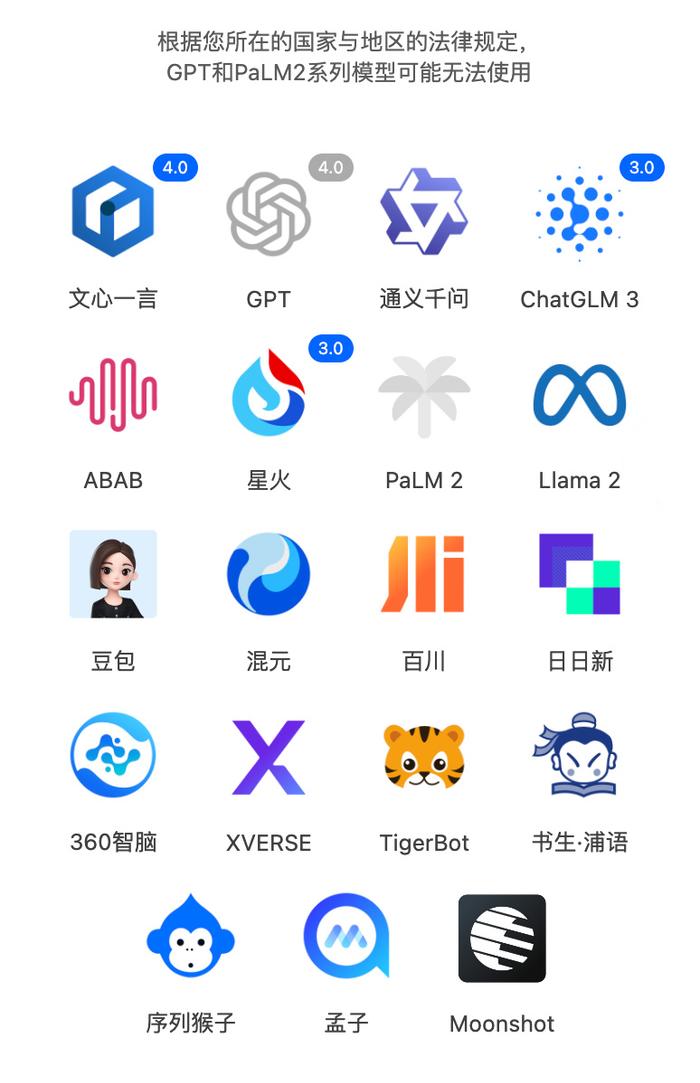 根据您所在的国家与地区的法律规定，
GPT和PaLM2系列模型可能无法使用
4.0
4.0
3.0
文心一言
GPT
通义千问
ChatGLM 3
3.0
ABAB
星火
PaLM 2
Llama 2
豆包
混元
百川
日日新
360智脑
XVERSE
TigerBot
书生·浦语
序列猴子
孟子
Moonshot